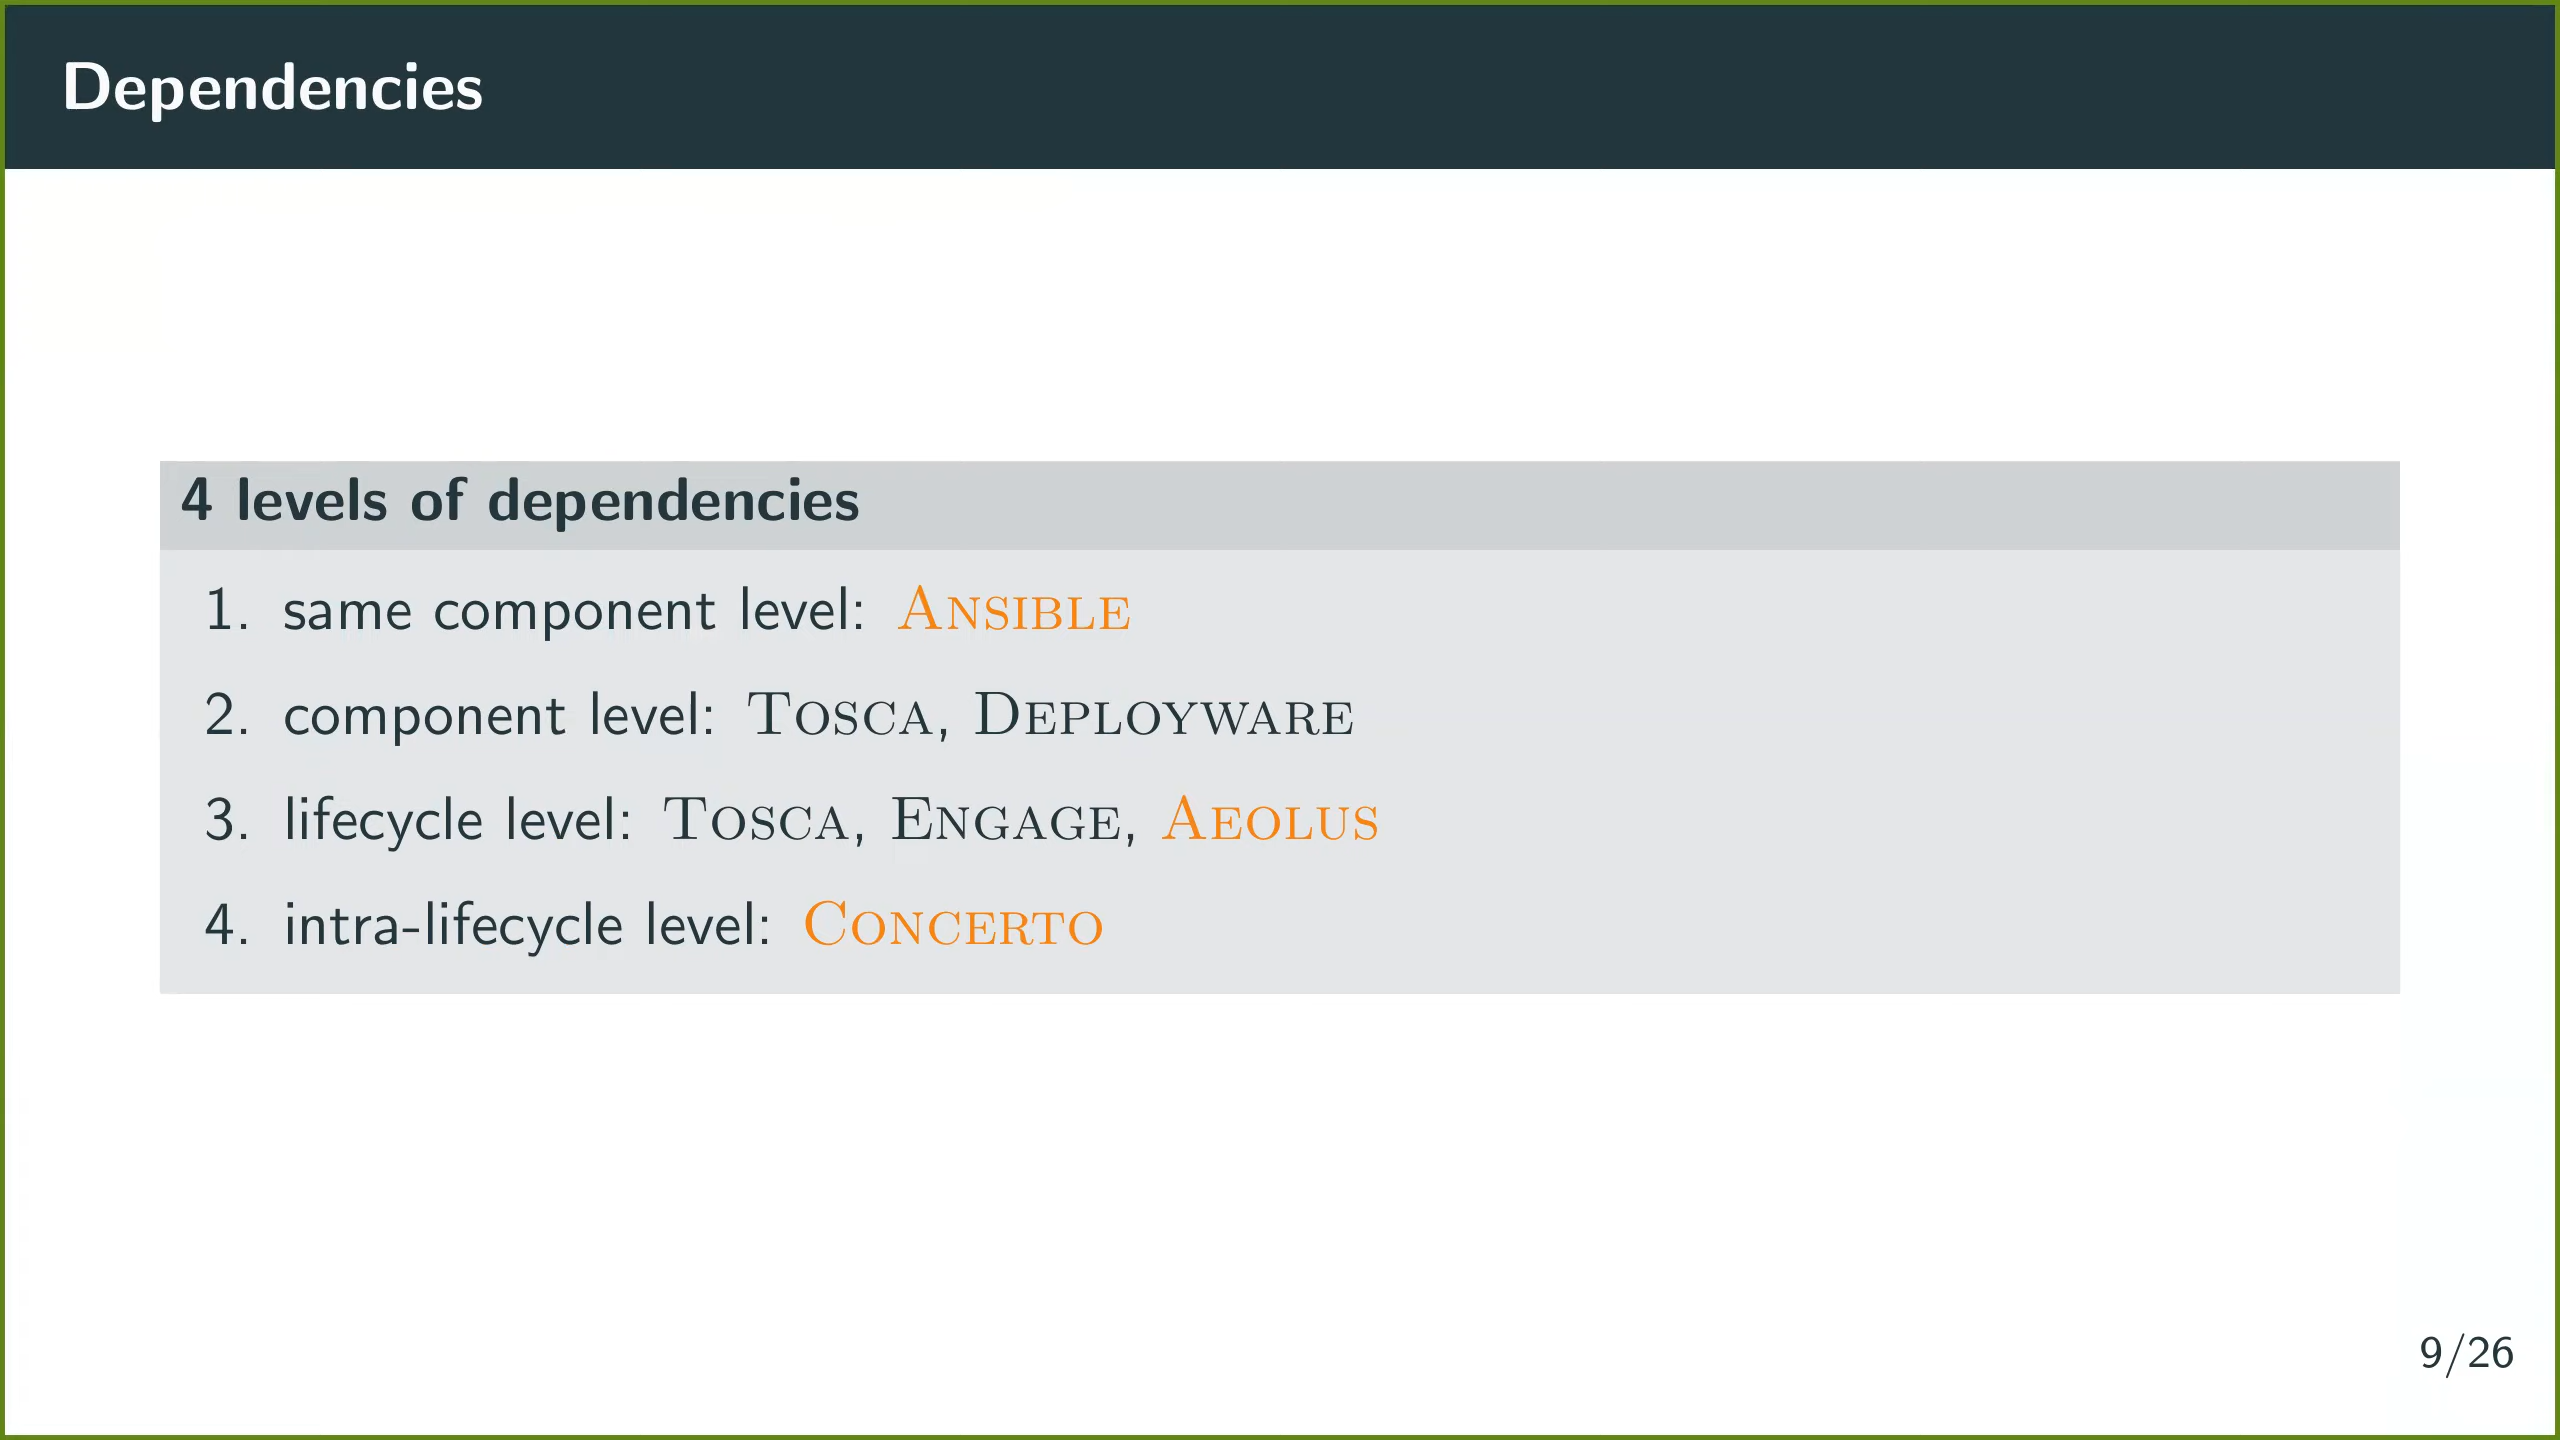 Dependencies
4 levels of dependencies
1. same component level: Ansible
2. component level: Tosca, Deployware
3. lifecycle level: Tosca, Engage, Aeolus
4. intra-lifecycle level: Concerto
9/26